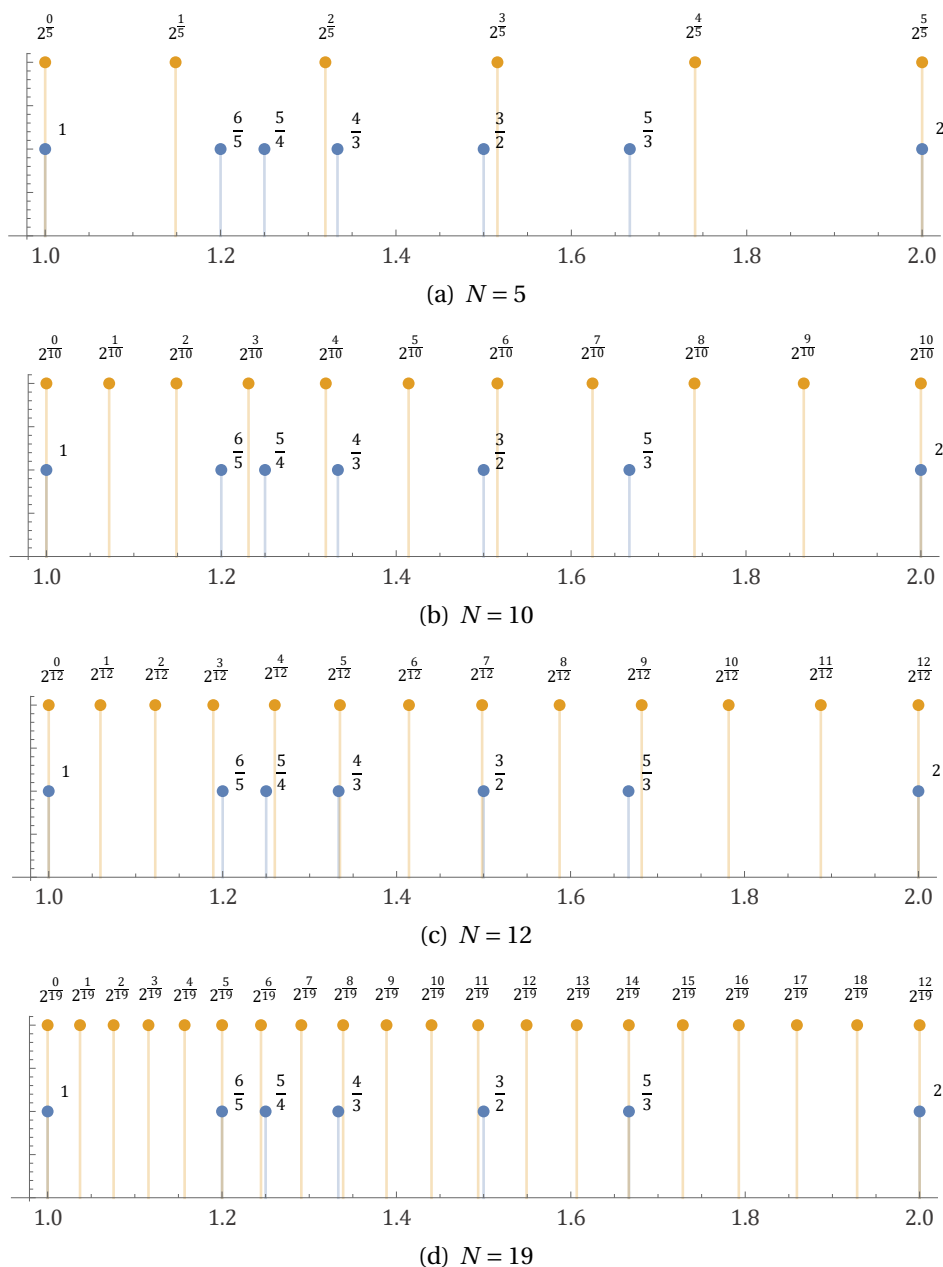 2^{0/5} 2^{1/5} 2^{2/5} 2^{3/5} 2^{4/5} 2^{5/5}
1 6/5 5/4 4/3 3/2 5/3 2
1.0 1.2 1.4 1.6 1.8 2.0
(a) N = 5
2^{0/10} 2^{1/10} 2^{2/10} 2^{3/10} 2^{4/10} 2^{5/10} 2^{6/10} 2^{7/10} 2^{8/10} 2^{9/10} 2^{10/10}
1 6/5 5/4 4/3 3/2 5/3 2
1.0 1.2 1.4 1.6 1.8 2.0
(b) N = 10
2^{0/12} 2^{1/12} 2^{2/12} 2^{3/12} 2^{4/12} 2^{5/12} 2^{6/12} 2^{7/12} 2^{8/12} 2^{9/12} 2^{10/12} 2^{11/12} 2^{12/12}
1 6/5 5/4 4/3 3/2 5/3 2
1.0 1.2 1.4 1.6 1.8 2.0
(c) N = 12
2^{0/19} 2^{1/19} 2^{2/19} 2^{3/19} 2^{4/19} 2^{5/19} 2^{6/19} 2^{7/19} 2^{8/19} 2^{9/19} 2^{10/19} 2^{11/19} 2^{12/19} 2^{13/19} 2^{14/19} 2^{15/19} 2^{16/19} 2^{17/19} 2^{18/19} 2^{12/19}
1 6/5 5/4 4/3 3/2 5/3 2
1.0 1.2 1.4 1.6 1.8 2.0
(d) N = 19